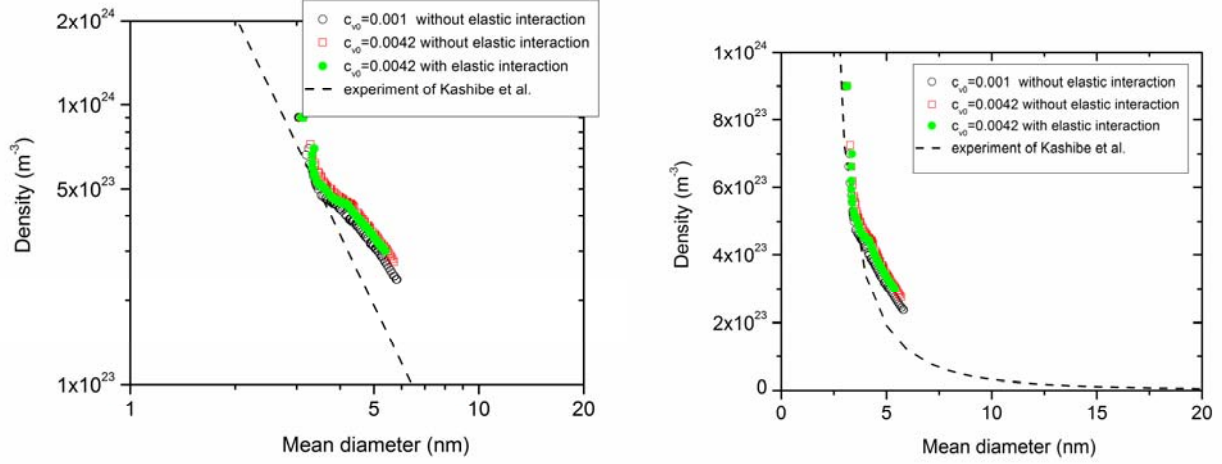 2x10^24
1x10^24
5x10^23
1x10^23
Density (m^-3)
1
5
10
20
Mean diameter (nm)
c_v0=0.001 without elastic interaction
c_v0=0.0042 without elastic interaction
c_v0=0.0042 with elastic interaction
experiment of Kashibe et al.
1x10^24
8x10^23
6x10^23
4x10^23
2x10^23
0
Density (m^-3)
0
5
10
15
20
Mean diameter (nm)
c_v0=0.001 without elastic interaction
c_v0=0.0042 without elastic interaction
c_v0=0.0042 with elastic interaction
experiment of Kashibe et al.